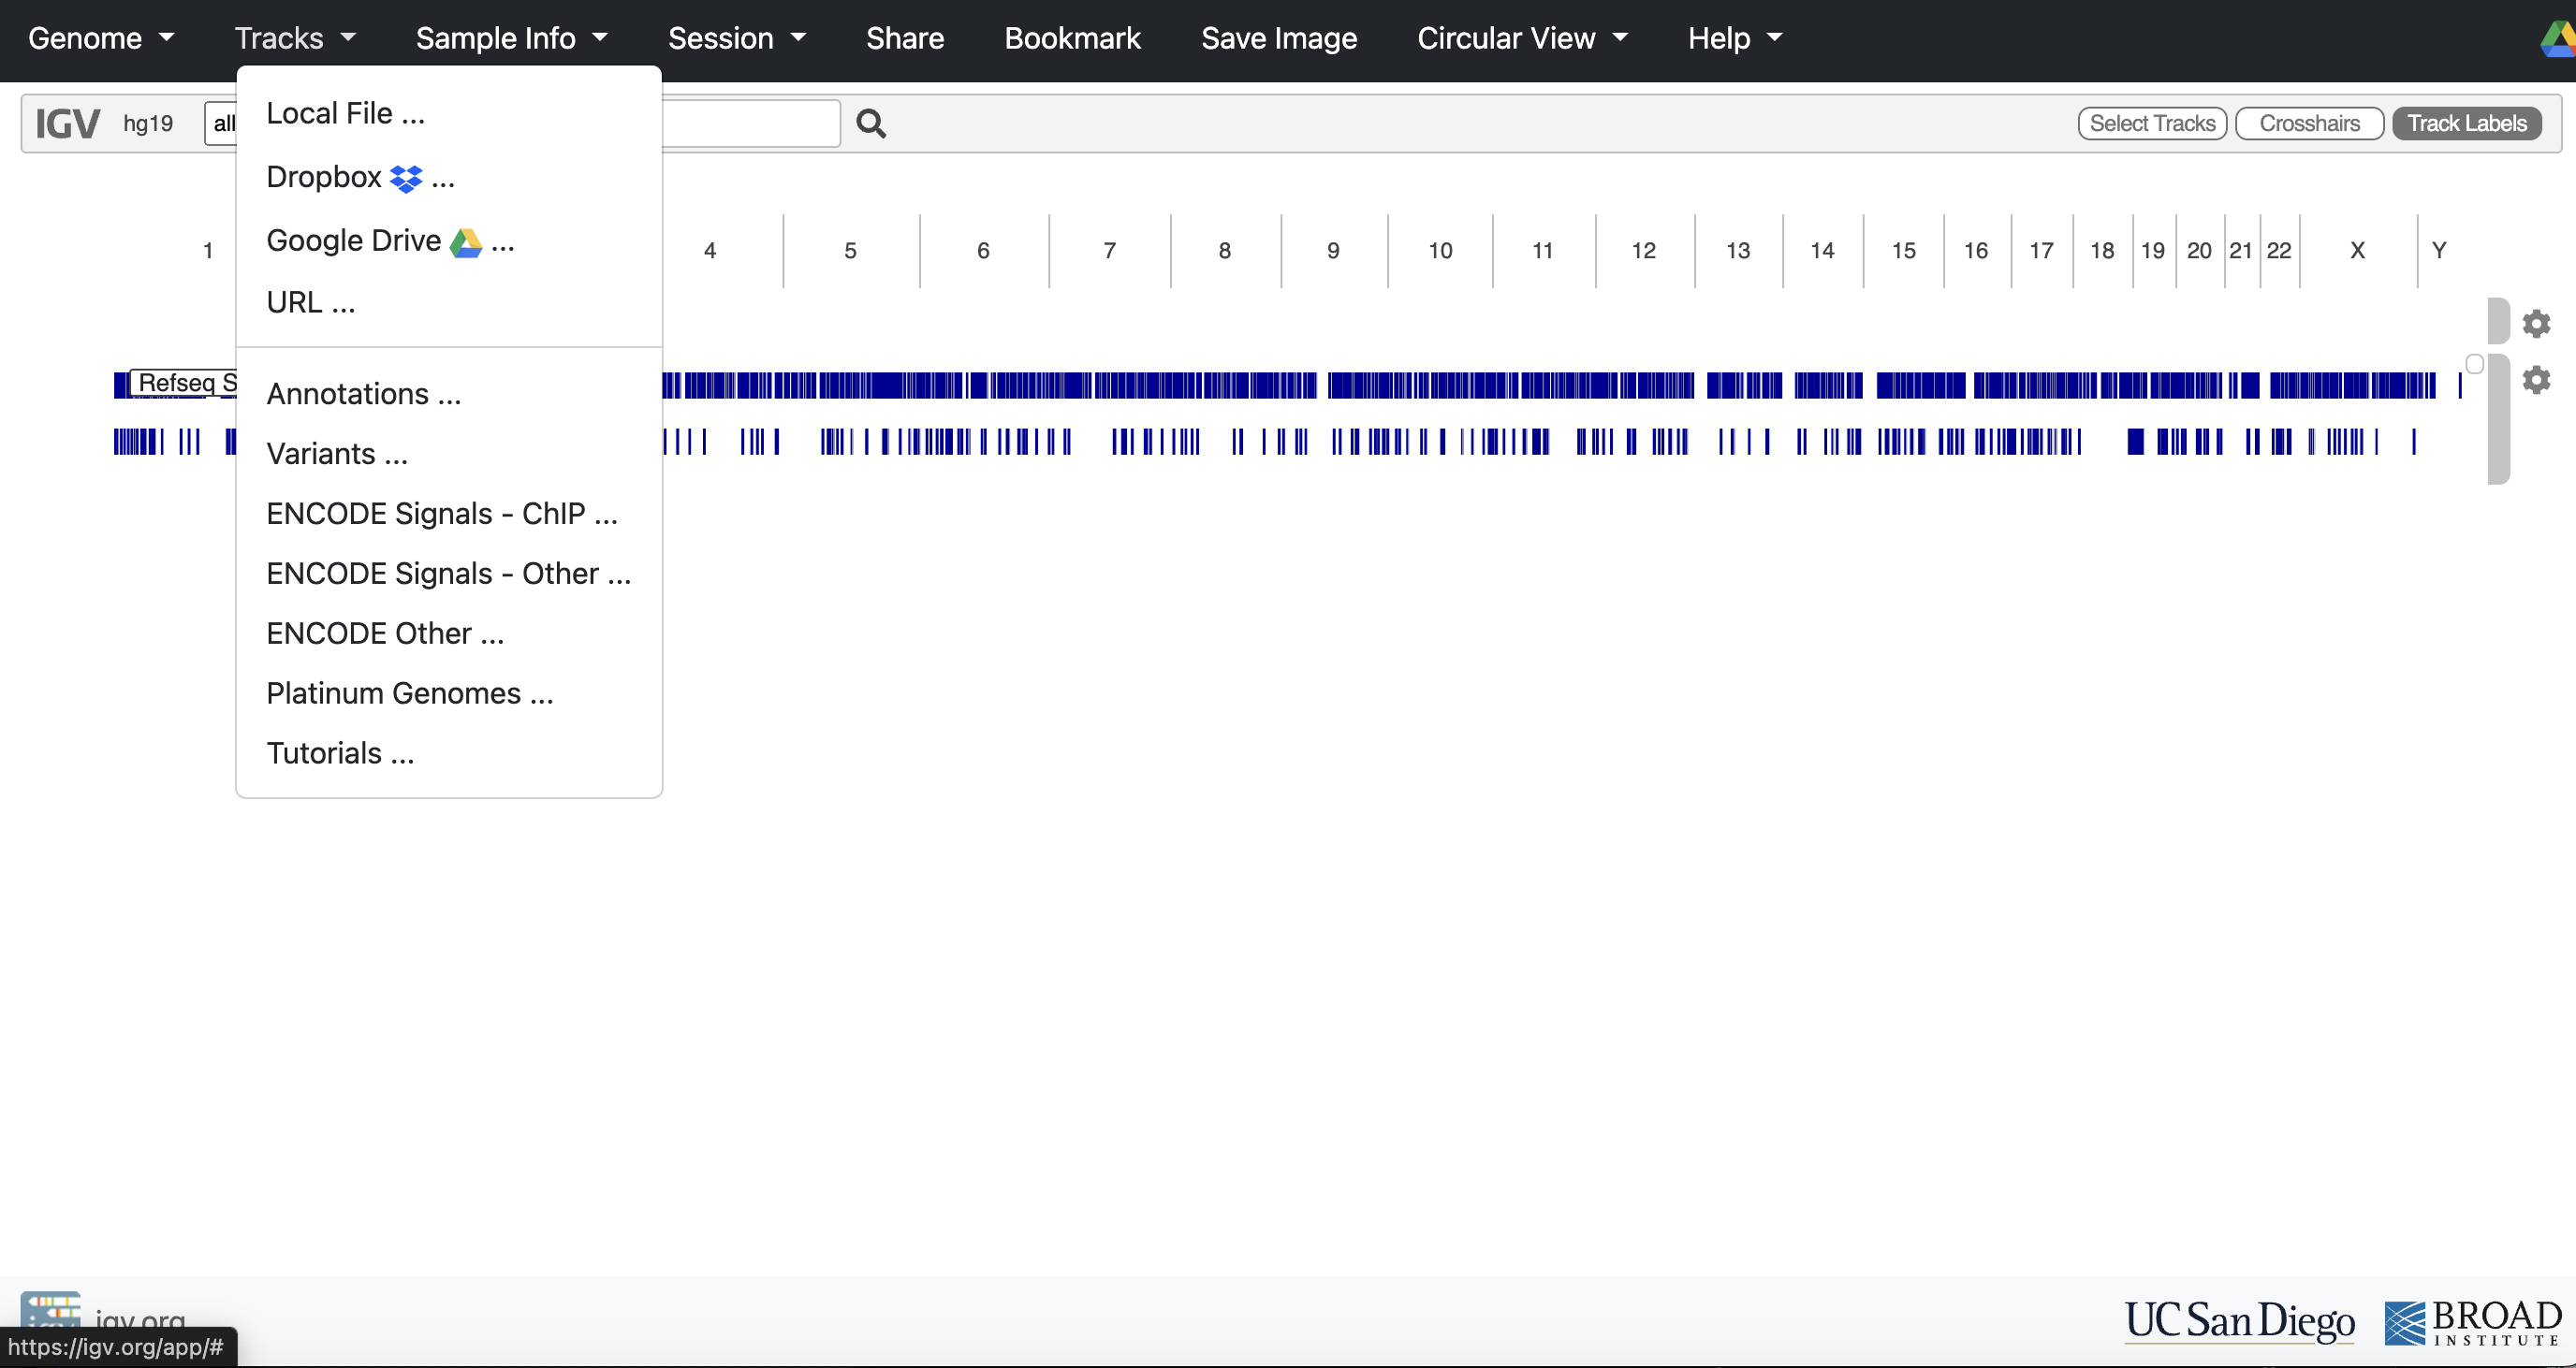 Genome Tracks Sample Info Session Share Bookmark Save Image Circular View Help
IGV hg19 all Select Tracks Crosshairs Track Labels
Local File ...
Dropbox ...
Google Drive ...
URL ...
Annotations ...
Variants ...
ENCODE Signals - ChIP ...
ENCODE Signals - Other ...
ENCODE Other ...
Platinum Genomes ...
Tutorials ...
1 4 5 6 7 8 9 10 11 12 13 14 15 16 17 18 19 20 21 22 X Y
Refseq S
igv.org
https://igv.org/app/#
UC San Diego
BROAD
INSTITUTE